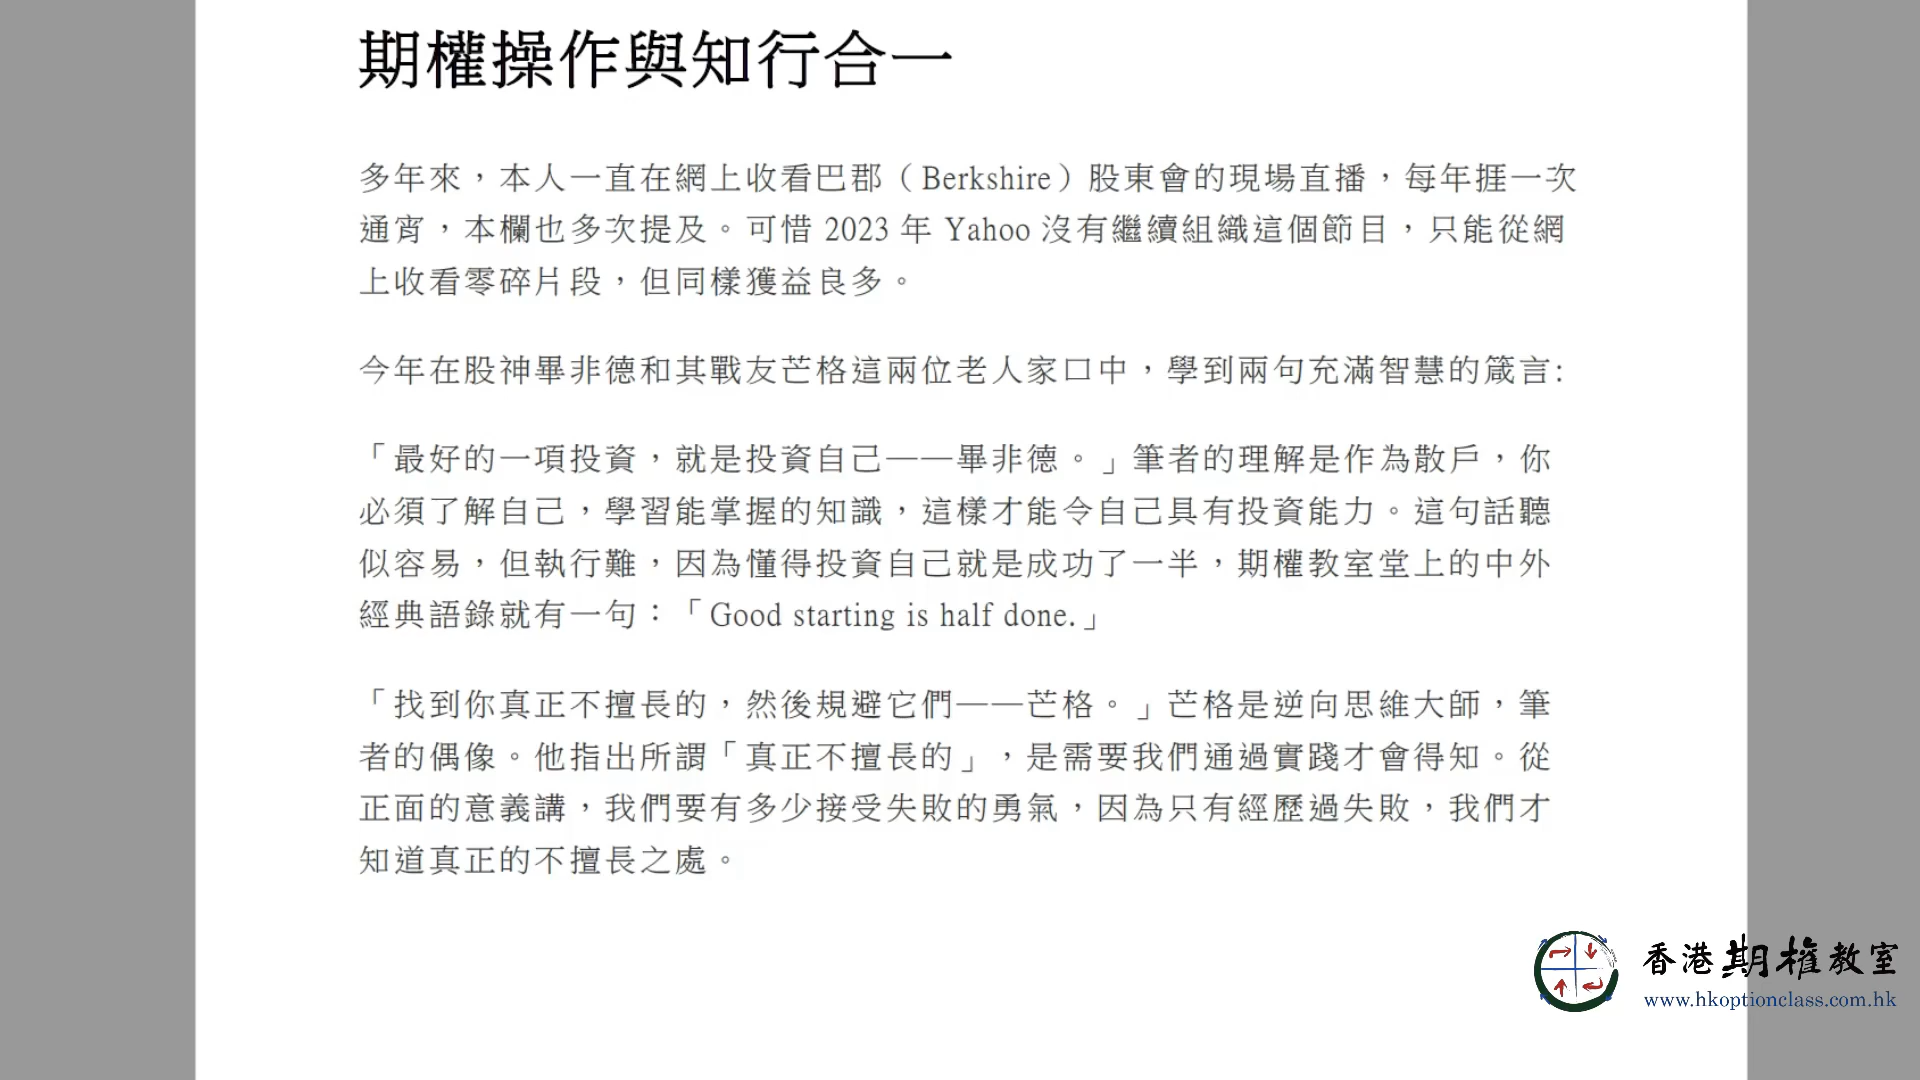 期權操作與知行合一
多年來，本人一直在網上收看巴郡（Berkshire）股東會的現場直播，每年捱一次
通宵，本欄也多次提及。可惜 2023 年 Yahoo 沒有繼續組織這個節目，只能從網
上收看零碎片段，但同樣獲益良多。
今年在股神畢非德和其戰友芒格這兩位老人家口中，學到兩句充滿智慧的箴言:
「最好的一項投資，就是投資自己——畢非德。」筆者的理解是作為散戶，你
必須了解自己，學習能掌握的知識，這樣才能令自己具有投資能力。這句話聽
似容易，但執行難，因為懂得投資自己就是成功了一半，期權教室堂上的中外
經典語錄就有一句：「Good starting is half done.」
「找到你真正不擅長的，然後規避它們——芒格。」芒格是逆向思維大師，筆
者的偶像。他指出所謂「真正不擅長的」，是需要我們通過實踐才會得知。從
正面的意義講，我們要有多少接受失敗的勇氣，因為只有經歷過失敗，我們才
知道真正的不擅長之處。
香港期權教室
www.hkoptionclass.com.hk